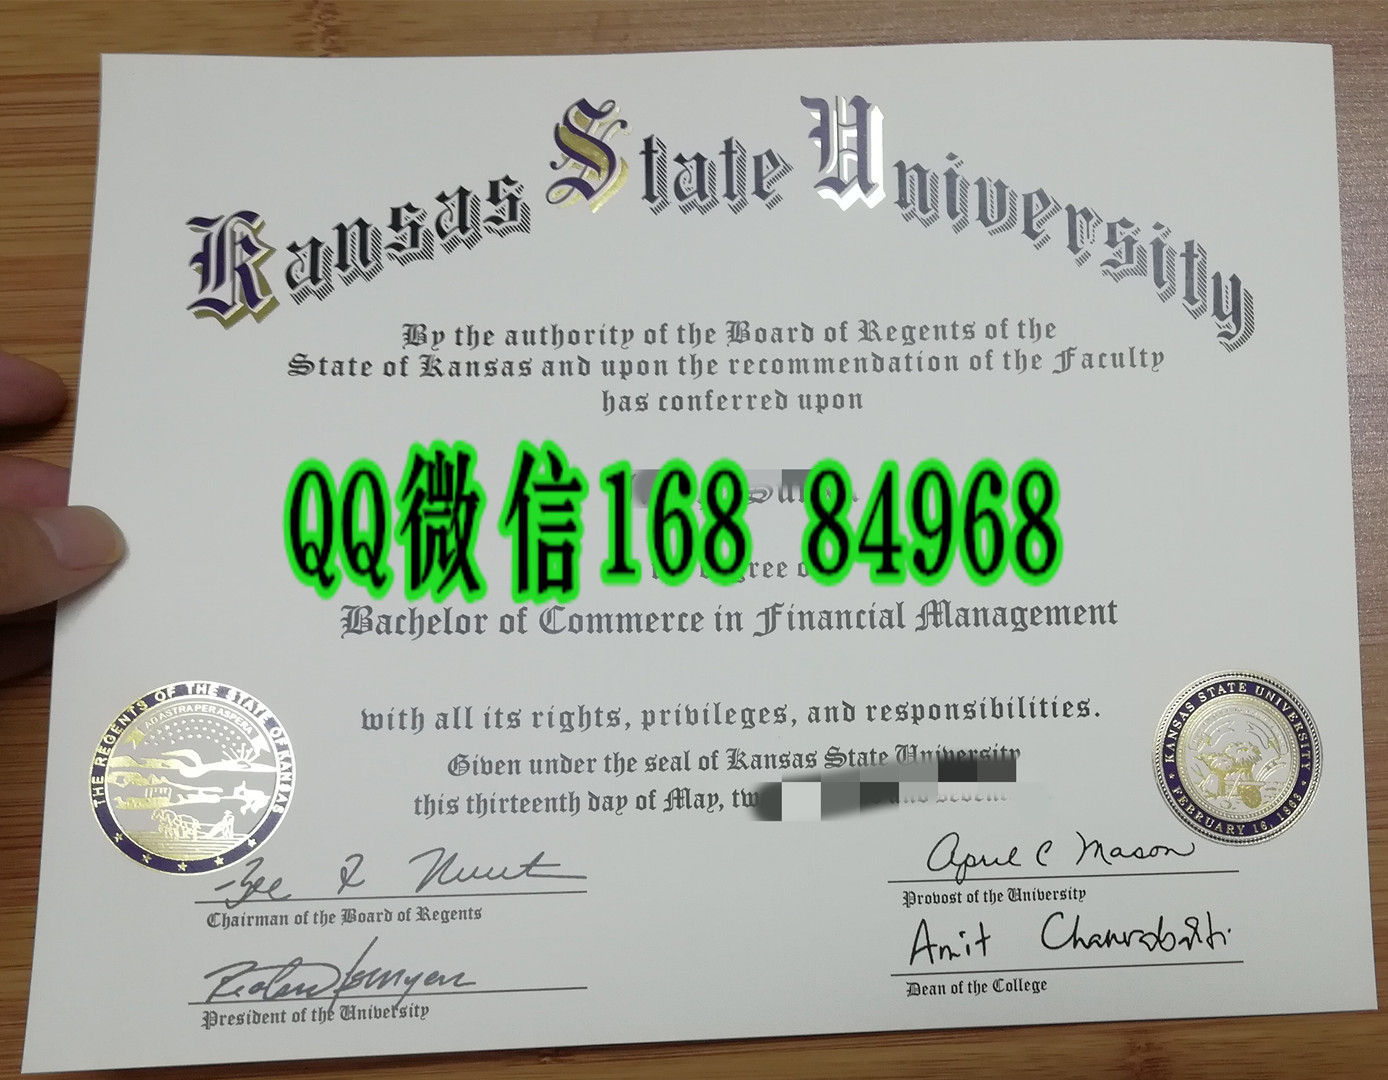 Kansas State University
By the authority of the Board of Regents of the
State of Kansas and upon the recommendation of the Faculty
has conferred upon
QQ微信168 84968
Bachelor of Commerce in Financial Management
with all its rights, privileges, and responsibilities.
Given under the seal of Kansas State University
this thirteenth day of May,
THE REGENTS OF THE STATE OF KANSAS
AD ASTRA PER ASPERA
KANSAS STATE UNIVERSITY
FEBRUARY 16, 1863
Chairman of the Board of Regents
President of the University
April C Mason
Provost of the University
Amit Chakrabarti
Dean of the College